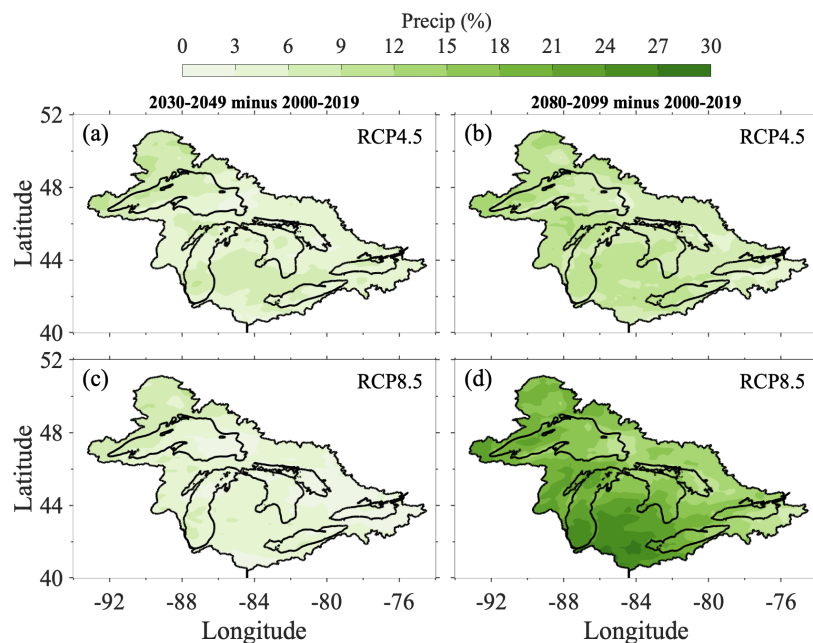 Precip (%)
0 3 6 9 12 15 18 21 24 27 30
2030-2049 minus 2000-2019
2080-2099 minus 2000-2019
52
48
44
40
Latitude
(a)
RCP4.5
(b)
RCP4.5
52
48
44
40
Latitude
(c)
RCP8.5
(d)
RCP8.5
-92 -88 -84 -80 -76
-92 -88 -84 -80 -76
Longitude
Longitude